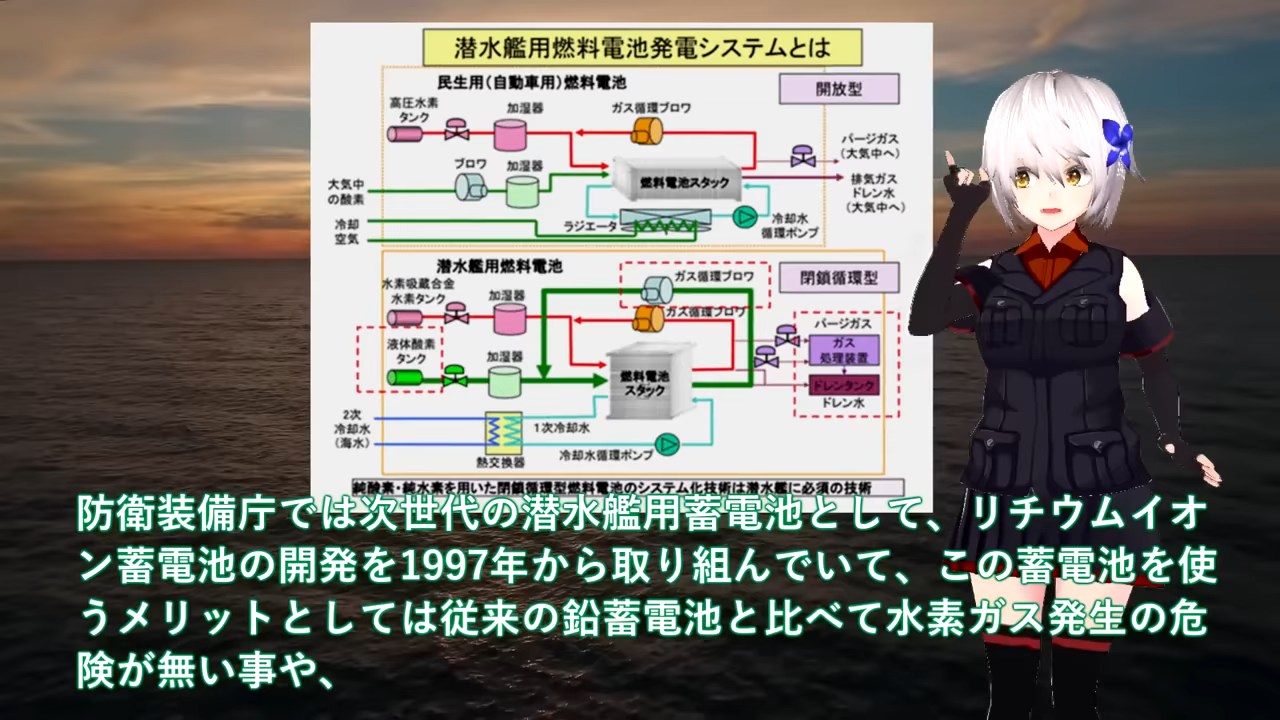 潜水艦用燃料電池発電システムとは
民生用(自動車用)燃料電池
開放型
高圧水素
タンク
加湿器
ガス循環ブロワ
パージガス
(大気中へ)
ブロワ
加湿器
大気中
の酸素
燃料電池スタック
排気ガス
ドレン水
(大気中へ)
冷却
空気
ラジエータ
冷却水
循環ポンプ
潜水艦用燃料電池
ガス循環ブロワ
閉鎖循環型
水素吸蔵合金
水素タンク
加湿器
ガス循環ブロワ
パージガス
ガス
処理装置
液体酸素
タンク
加湿器
燃料電池
スタック
ドレンタンク
ドレン水
2次
冷却水
(海水)
1次冷却水
熱交換器
冷却水循環ポンプ
純酸素・純水素を用いた閉鎖循環型燃料電池のシステム化技術は潜水艦に必須の技術
防衛装備庁では次世代の潜水艦用蓄電池として、リチウムイオ
ン蓄電池の開発を1997年から取り組んでいて、この蓄電池を使
うメリットとしては従来の鉛蓄電池と比べて水素ガス発生の危
険が無い事や、